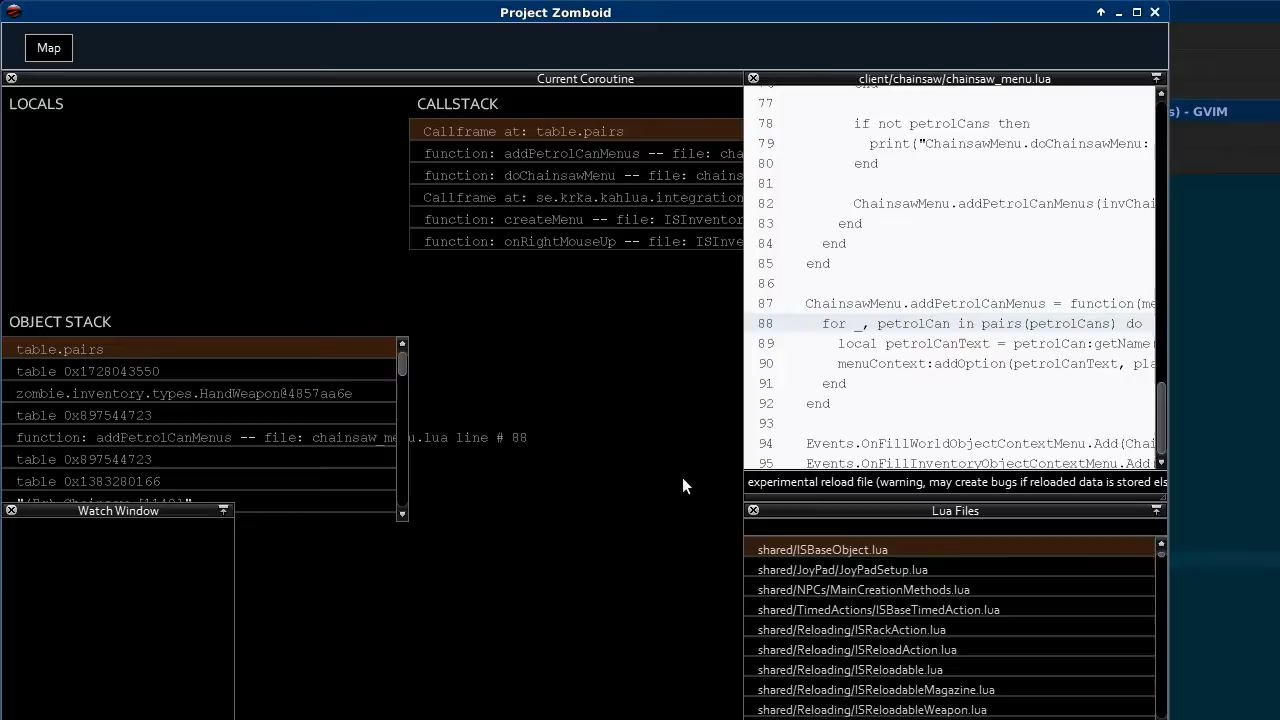 Project Zomboid
s) - GVIM
Map
Current Coroutine
client/chainsaw/chainsaw_menu.lua
LOCALS
CALLSTACK
Callframe at: table.pairs
function: addPetrolCanMenus -- file: cha
function: doChainsawMenu -- file: chains
Callframe at: se.krka.kahlua.integration
function: createMenu -- file: ISInventor
function: onRightMouseUp -- file: ISInve
77
78 if not petrolCans then
79 print("ChainsawMenu.doChainsawMenu:
80 end
81
82 ChainsawMenu.addPetrolCanMenus(invChai
83 end
84 end
85 end
86
87 ChainsawMenu.addPetrolCanMenus = function(me
88 for _, petrolCan in pairs(petrolCans) do
89 local petrolCanText = petrolCan:getName(
90 menuContext:addOption(petrolCanText, pla
91 end
92 end
93
94 Events.OnFillWorldObjectContextMenu.Add(Chai
95 Events.OnFillInventoryObjectContextMenu.Add(
experimental reload file (warning, may create bugs if reloaded data is stored els
OBJECT STACK
table.pairs
table 0x1728043550
zombie.inventory.types.HandWeapon@4857aa6e
table 0x897544723
function: addPetrolCanMenus -- file: chainsaw_menu.lua line # 88
table 0x897544723
table 0x1383280166
Watch Window
Lua Files
shared/ISBaseObject.lua
shared/JoyPad/JoyPadSetup.lua
shared/NPCs/MainCreationMethods.lua
shared/TimedActions/ISBaseTimedAction.lua
shared/Reloading/ISRackAction.lua
shared/Reloading/ISReloadAction.lua
shared/Reloading/ISReloadable.lua
shared/Reloading/ISReloadableMagazine.lua
shared/Reloading/ISReloadableWeapon.lua